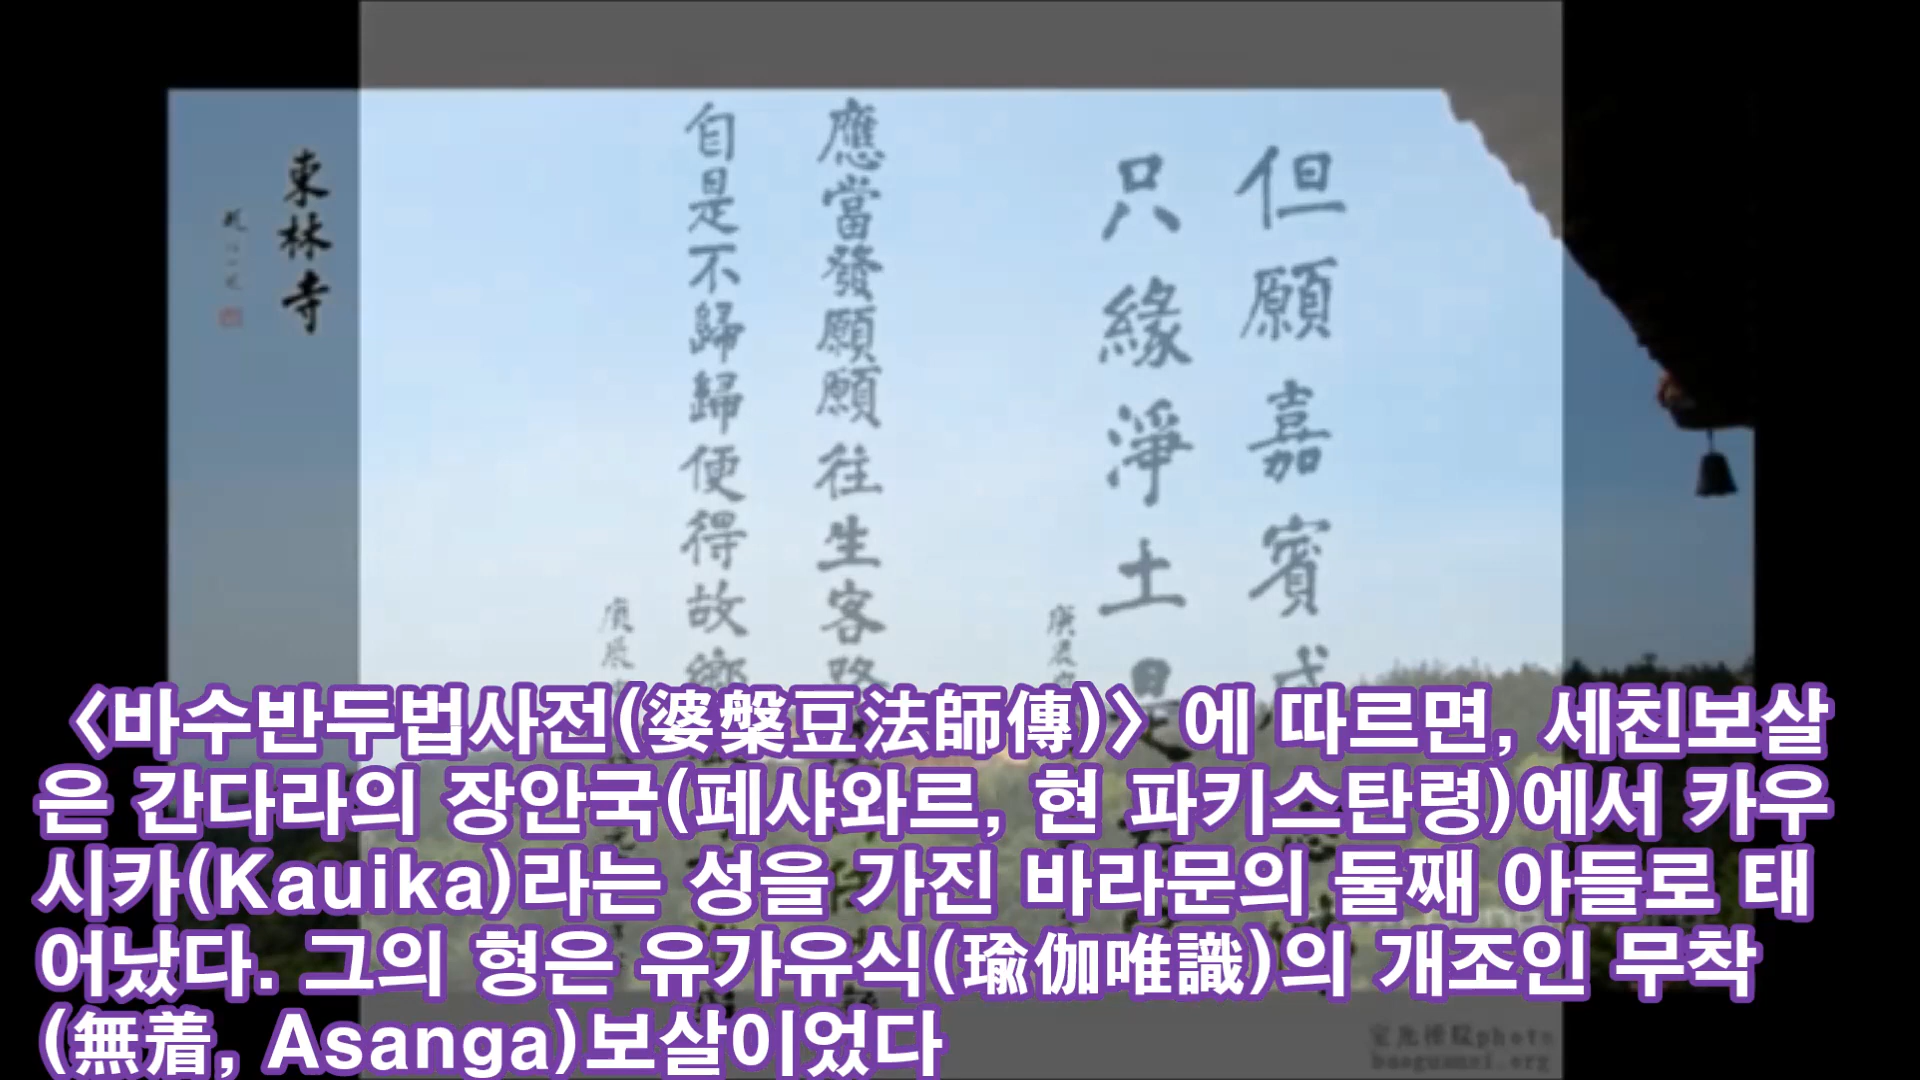 東林寺
但願嘉賓
只緣淨土
應當發願願往生客路
自是不歸歸便得故鄉
庚辰
庚辰
〈바수반두법사전(婆槃豆法師傳)〉에 따르면, 세친보살
은 간다라의 장안국(페샤와르, 현 파키스탄령)에서 카우
시카(Kauika)라는 성을 가진 바라문의 둘째 아들로 태
어났다. 그의 형은 유가유식(瑜伽唯識)의 개조인 무착
(無着, Asanga)보살이었다
photo